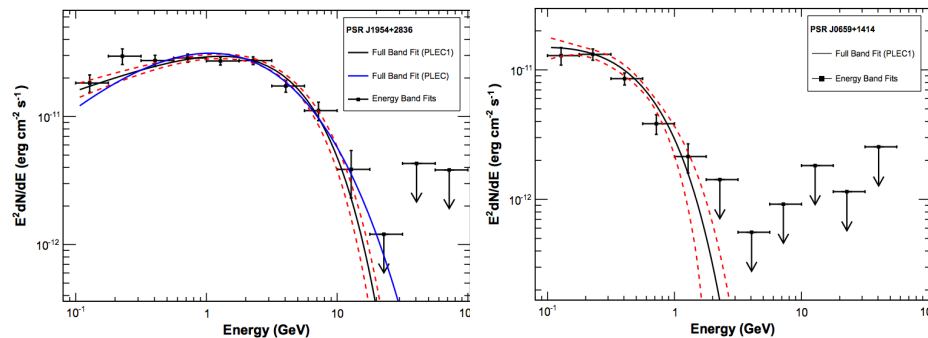 PSR J1954+2836
Full Band Fit (PLEC1)
Full Band Fit (PLEC)
Energy Band Fits
E²dN/dE (erg cm⁻² s⁻¹)
10⁻¹¹
10⁻¹²
10⁻¹ 1 10 10
Energy (GeV)
PSR J0659+1414
Full Band Fit (PLEC1)
Energy Band Fits
E²dN/dE (erg cm⁻² s⁻¹)
10⁻¹¹
10⁻¹²
10⁻¹ 1 10 10
Energy (GeV)